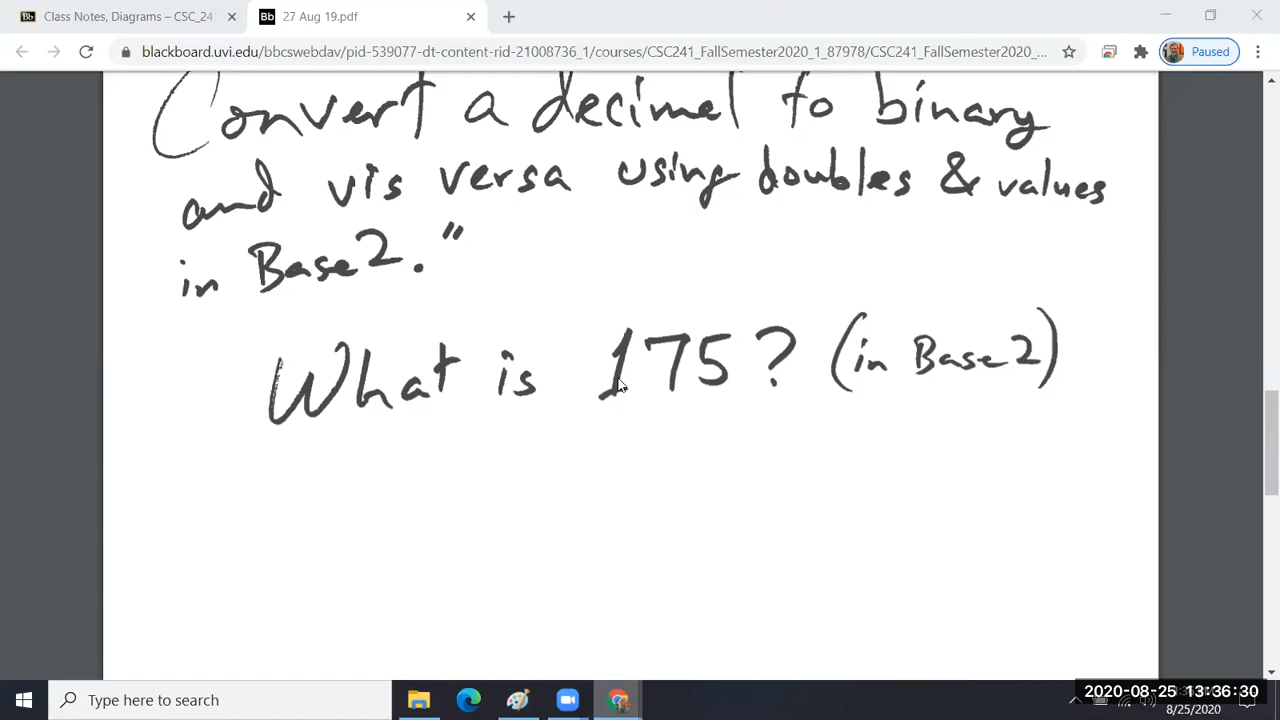 Class Notes, Diagrams – CSC_24
27 Aug 19.pdf
blackboard.uvi.edu/bbcswebdav/pid-539077-dt-content-rid-21008736_1/courses/CSC241_FallSemester2020_1_87978/CSC241_FallSemester2020_...
Paused
Convert a decimal to binary
and vis versa using doubles & values
in Base2."
What is 175? (in Base2)
Type here to search
2020-08-25 13:36:30
8/25/2020